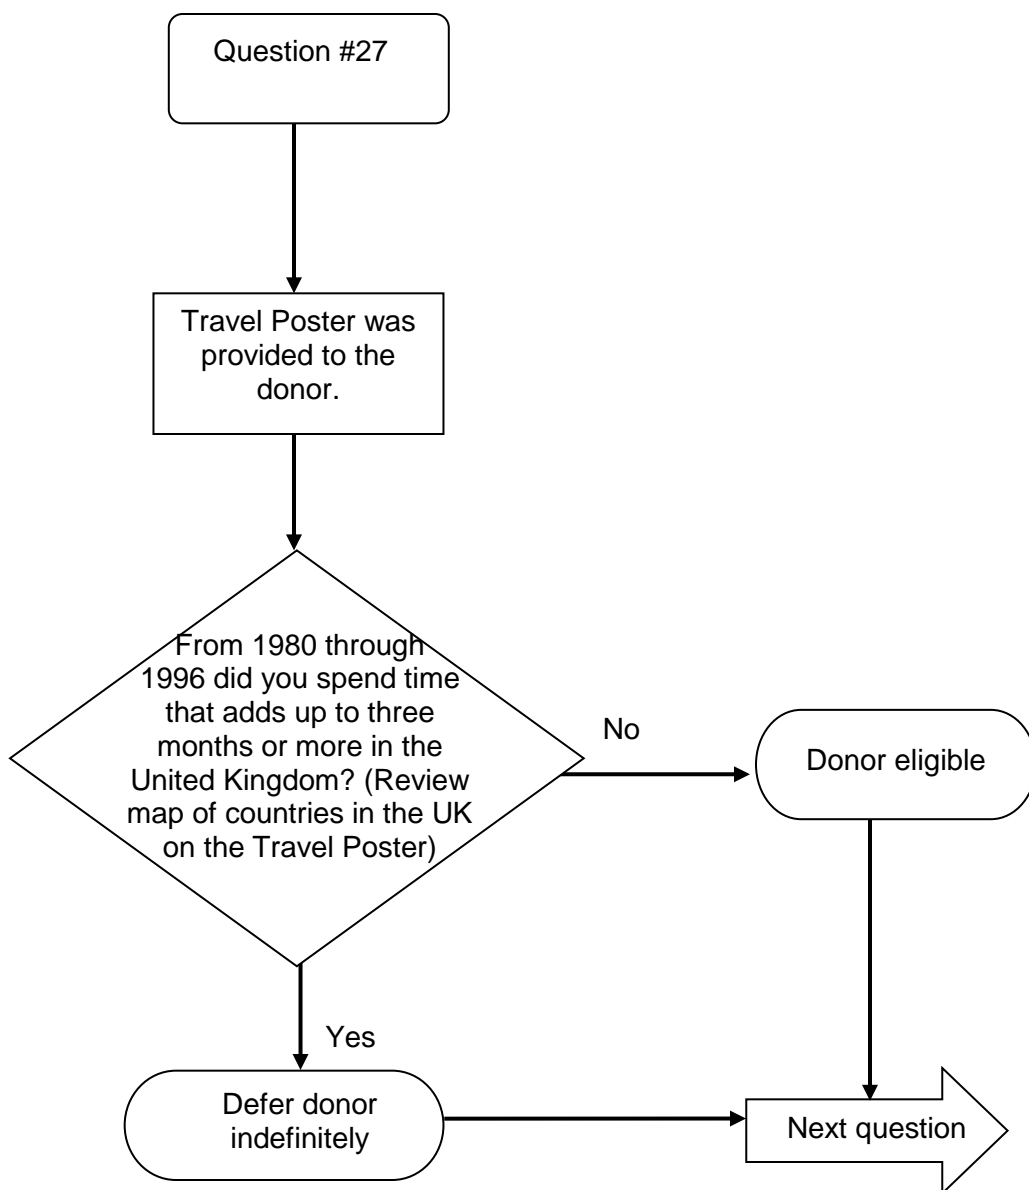 Question #27
Travel Poster was
provided to the
donor.
From 1980 through
1996 did you spend time
that adds up to three
months or more in the
United Kingdom? (Review
map of countries in the UK
on the Travel Poster)
No
Donor eligible
Yes
Defer donor
indefinitely
Next question